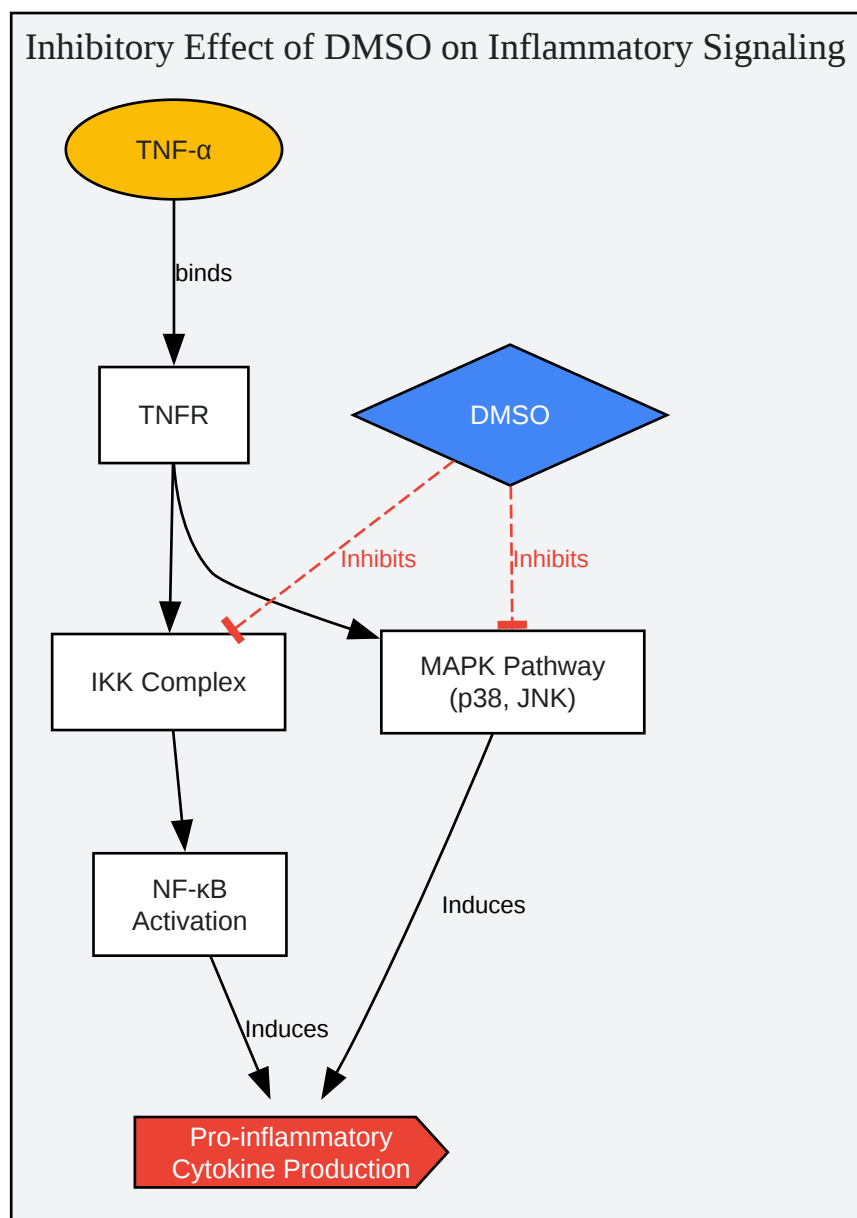 Inhibitory Effect of DMSO on Inflammatory Signaling
TNF-α
binds
TNFR
DMSO
Inhibits
Inhibits
IKK Complex
MAPK Pathway
(p38, JNK)
NF-κB
Activation
Induces
Induces
Pro-inflammatory
Cytokine Production